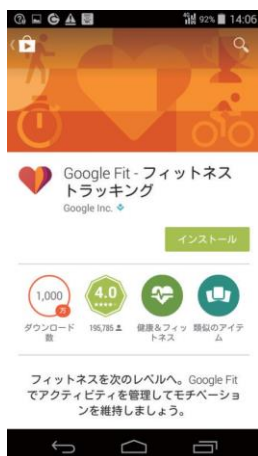 92% 14:06
Google Fit - フィットネス
トラッキング
Google Inc.
インストール
1,000
万
4.0
ダウンロード
数
195,785
健康&フィッ
トネス
類似のアイテ
ム
フィットネスを次のレベルへ。Google Fit
でアクティビティを管理してモチベーショ
ンを維持しましょう。